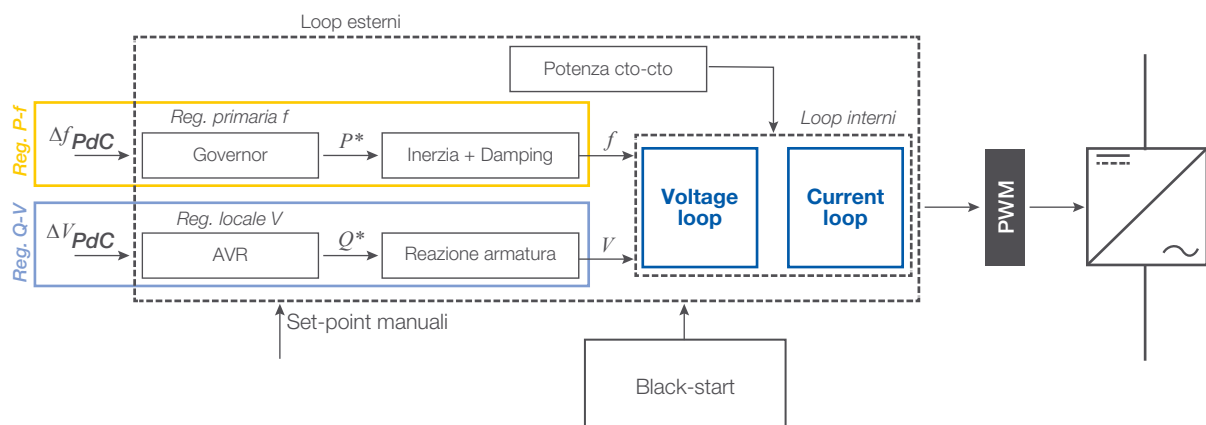 Loop esterni
Potenza cto-cto
Reg. P-f
Reg. primaria f
Loop interni
Δf PdC
Governor
P*
Inerzia + Damping
f
Voltage
loop
Current
loop
PWM
Reg. Q-V
Reg. locale V
ΔV PdC
AVR
Q*
Reazione armatura
V
Set-point manuali
Black-start